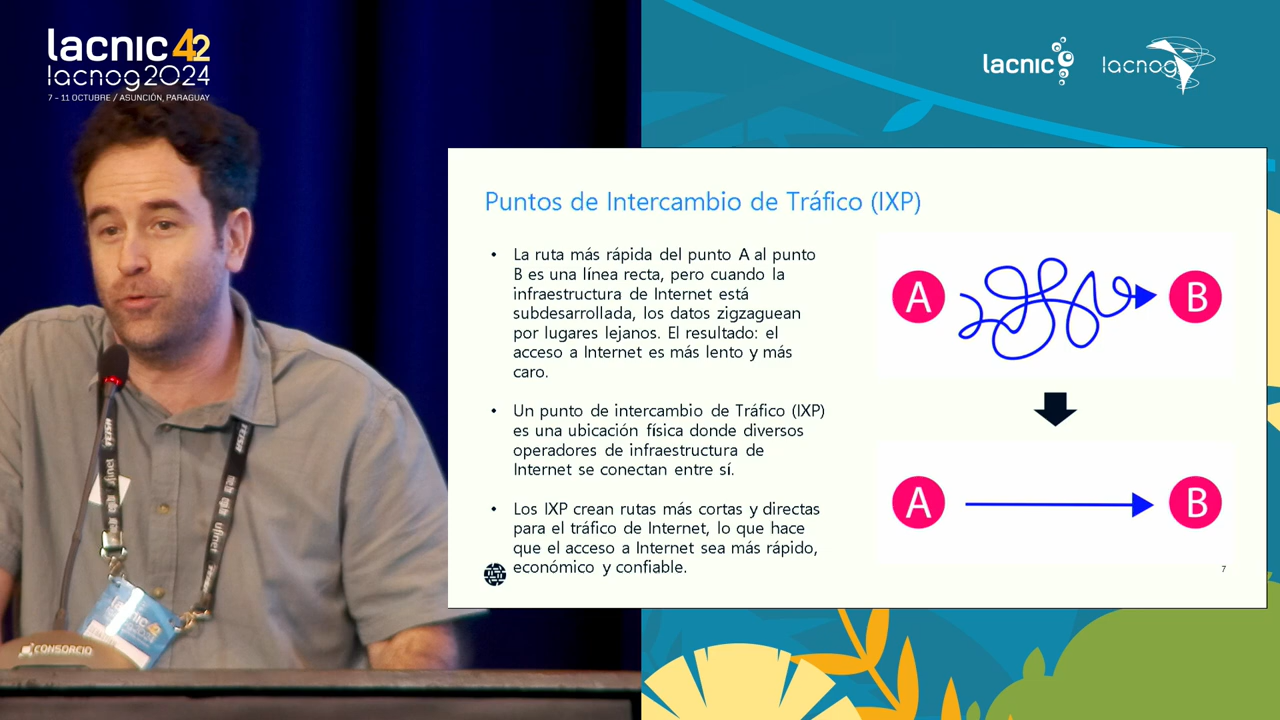 lacnic 42
lacnog2024
7 - 11 OCTUBRE / ASUNCIÓN, PARAGUAY
lacnic
lacnog
Puntos de Intercambio de Tráfico (IXP)
• La ruta más rápida del punto A al punto
B es una línea recta, pero cuando la
infraestructura de Internet está
subdesarrollada, los datos zigzaguean
por lugares lejanos. El resultado: el
acceso a Internet es más lento y más
caro.
• Un punto de intercambio de Tráfico (IXP)
es una ubicación física donde diversos
operadores de infraestructura de
Internet se conectan entre sí.
• Los IXP crean rutas más cortas y directas
para el tráfico de Internet, lo que hace
que el acceso a Internet sea más rápido,
económico y confiable.
A B
A B
7
ufinet
lacnic 42
CONSORCIO